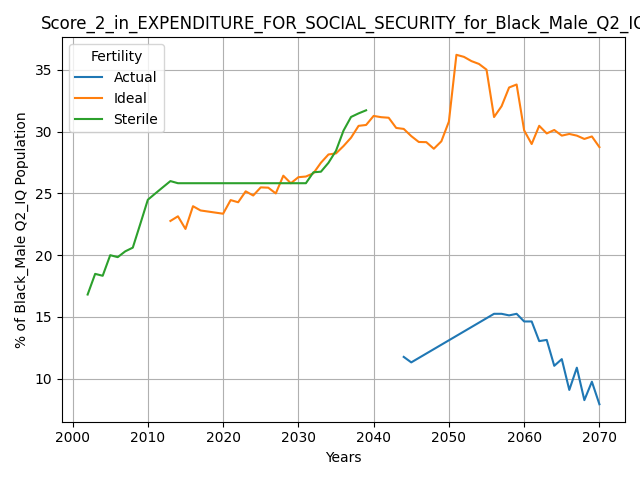 Score_2_in_EXPENDITURE_FOR_SOCIAL_SECURITY_for_Black_Male_Q2_IQ
Fertility
Actual
Ideal
Sterile
% of Black_Male Q2_IQ Population
35
30
25
20
15
10
2000 2010 2020 2030 2040 2050 2060 2070
Years